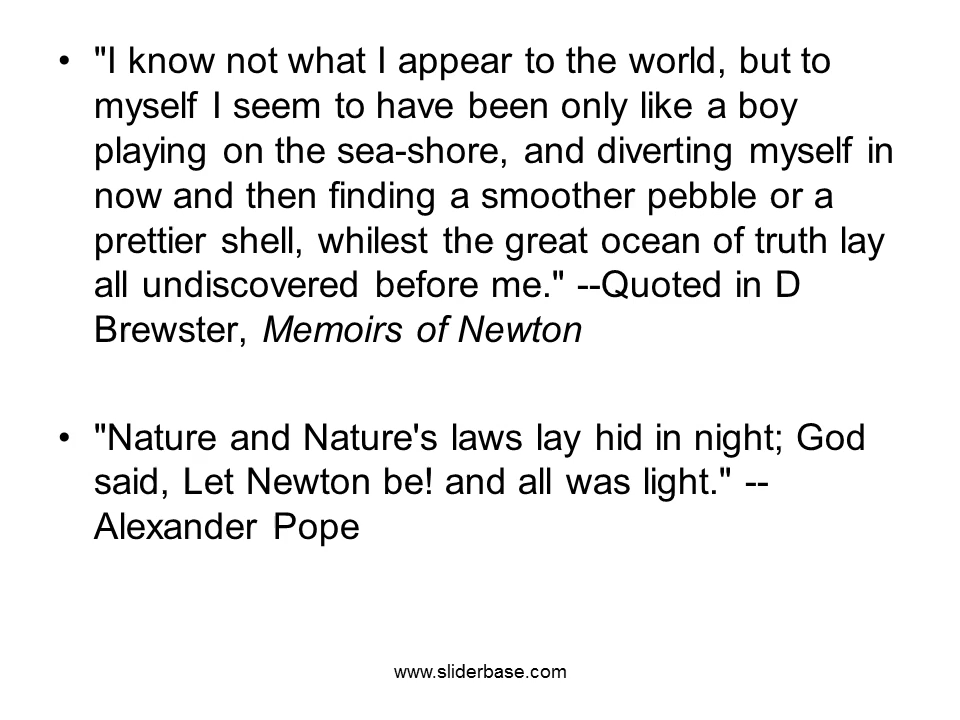 • "I know not what I appear to the world, but to
myself I seem to have been only like a boy
playing on the sea-shore, and diverting myself in
now and then finding a smoother pebble or a
prettier shell, whilest the great ocean of truth lay
all undiscovered before me." --Quoted in D
Brewster, Memoirs of Newton
• "Nature and Nature's laws lay hid in night; God
said, Let Newton be! and all was light." --
Alexander Pope
www.sliderbase.com